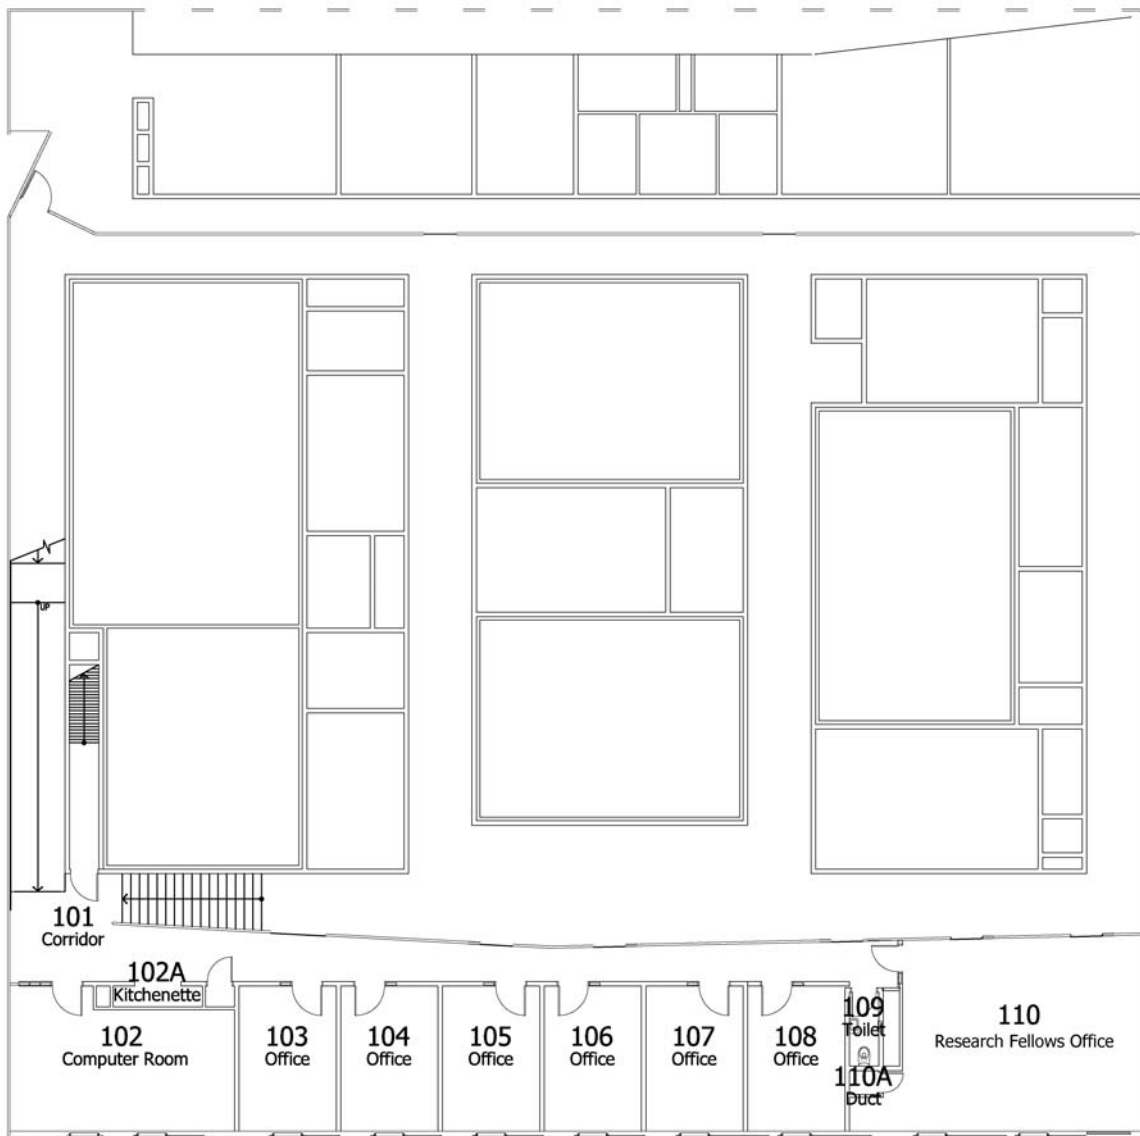 UP
101
Corridor
102A
Kitchenette
102
Computer Room
103
Office
104
Office
105
Office
106
Office
107
Office
108
Office
109
Toilet
110
Research Fellows Office
110A
Duct